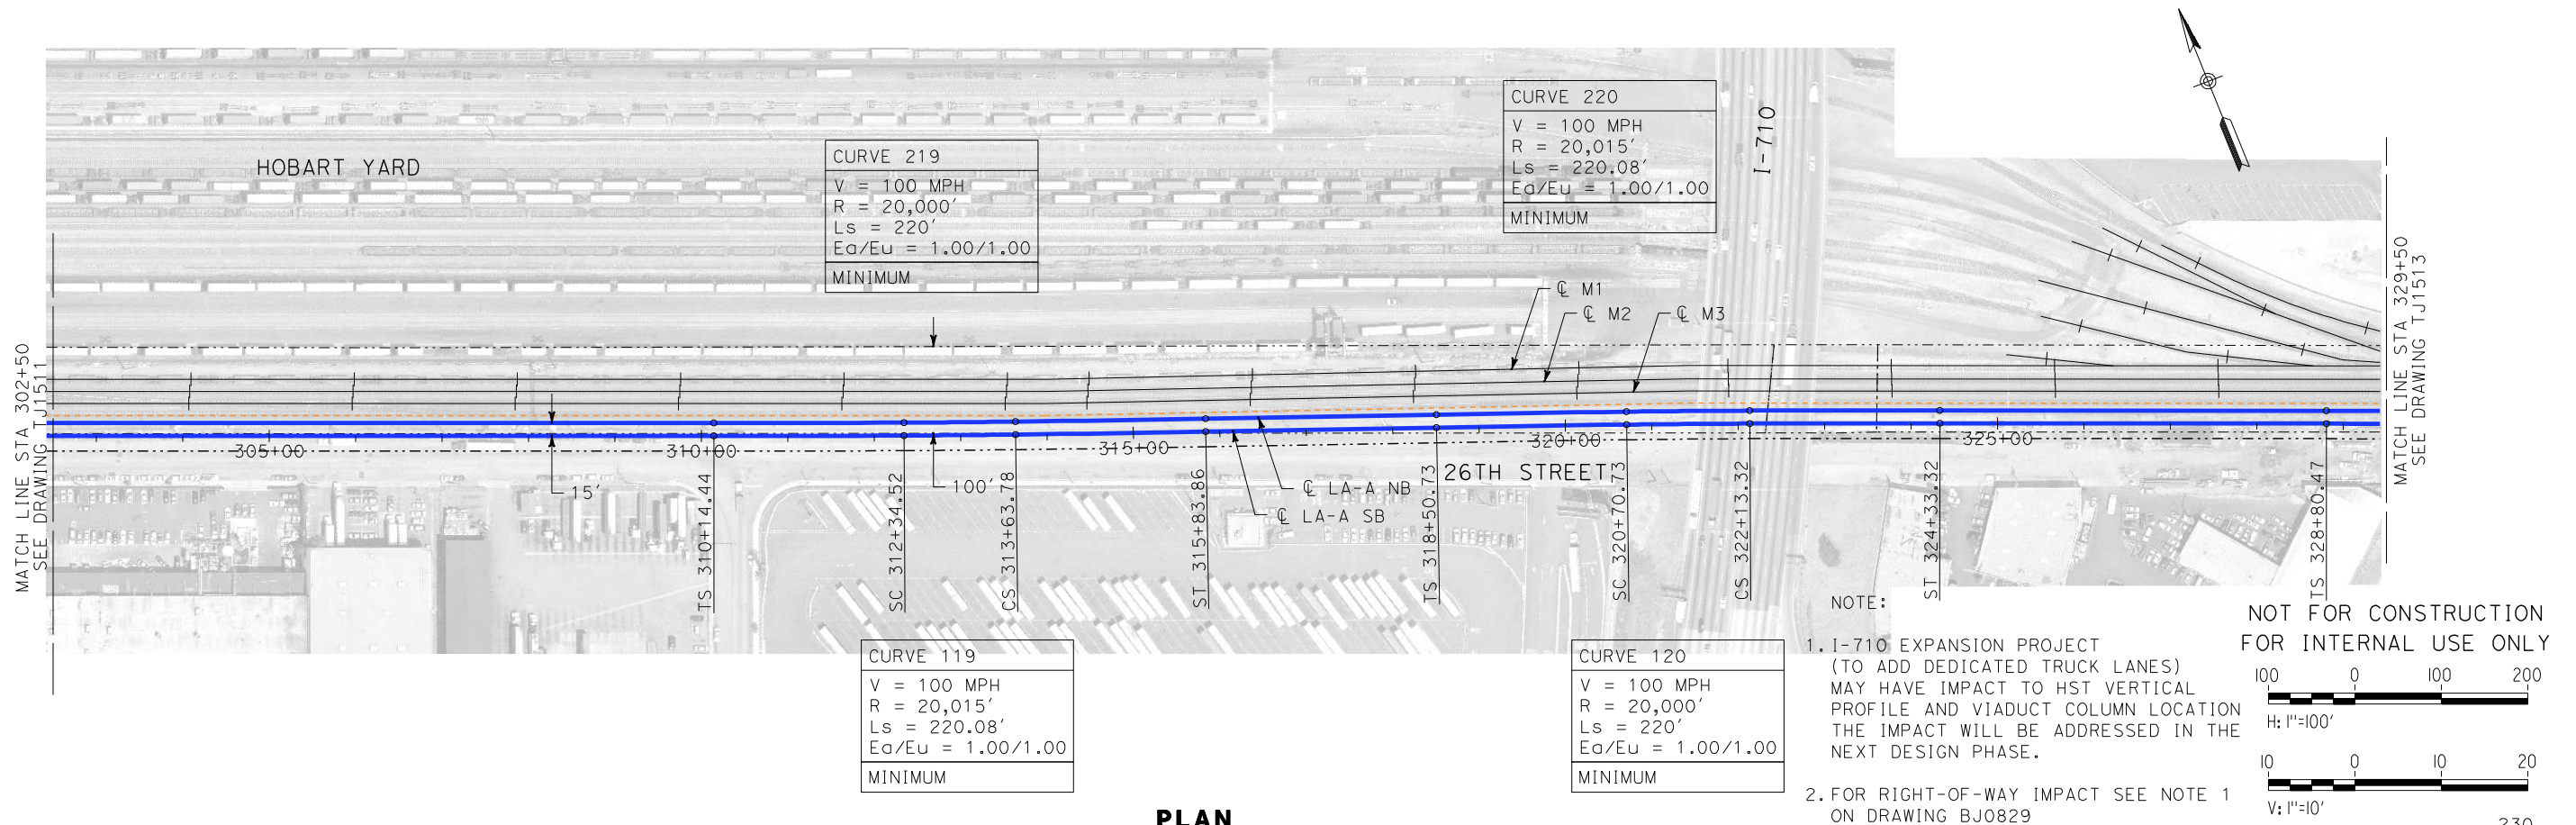 HOBART YARD
CURVE 219
V = 100 MPH
R = 20,000'
Ls = 220'
Ea/Eu = 1.00/1.00
MINIMUM
CURVE 220
V = 100 MPH
R = 20,015'
Ls = 220.08'
Ea/Eu = 1.00/1.00
MINIMUM
I-710
℄ M1
℄ M2
℄ M3
MATCH LINE STA 302+50
SEE DRAWING TJ1511
MATCH LINE STA 329+50
SEE DRAWING TJ1513
305+00
310+00
315+00
320+00
325+00
15'
100'
℄ LA-A NB
℄ LA-A SB
26TH STREET
TS 310+14.44
SC 312+34.52
CS 313+63.78
ST 315+83.86
TS 318+50.73
SC 320+70.73
CS 322+13.32
ST 324+33.32
TS 328+80.47
CURVE 119
V = 100 MPH
R = 20,015'
Ls = 220.08'
Ea/Eu = 1.00/1.00
MINIMUM
CURVE 120
V = 100 MPH
R = 20,000'
Ls = 220'
Ea/Eu = 1.00/1.00
MINIMUM
NOTE:
1. I-710 EXPANSION PROJECT
(TO ADD DEDICATED TRUCK LANES)
MAY HAVE IMPACT TO HST VERTICAL
PROFILE AND VIADUCT COLUMN LOCATION
THE IMPACT WILL BE ADDRESSED IN THE
NEXT DESIGN PHASE.
2. FOR RIGHT-OF-WAY IMPACT SEE NOTE 1
ON DRAWING BJ0829
NOT FOR CONSTRUCTION
FOR INTERNAL USE ONLY
100 0 100 200
H: 1"=100'
10 0 10 20
V: 1"=10'
PLAN
230